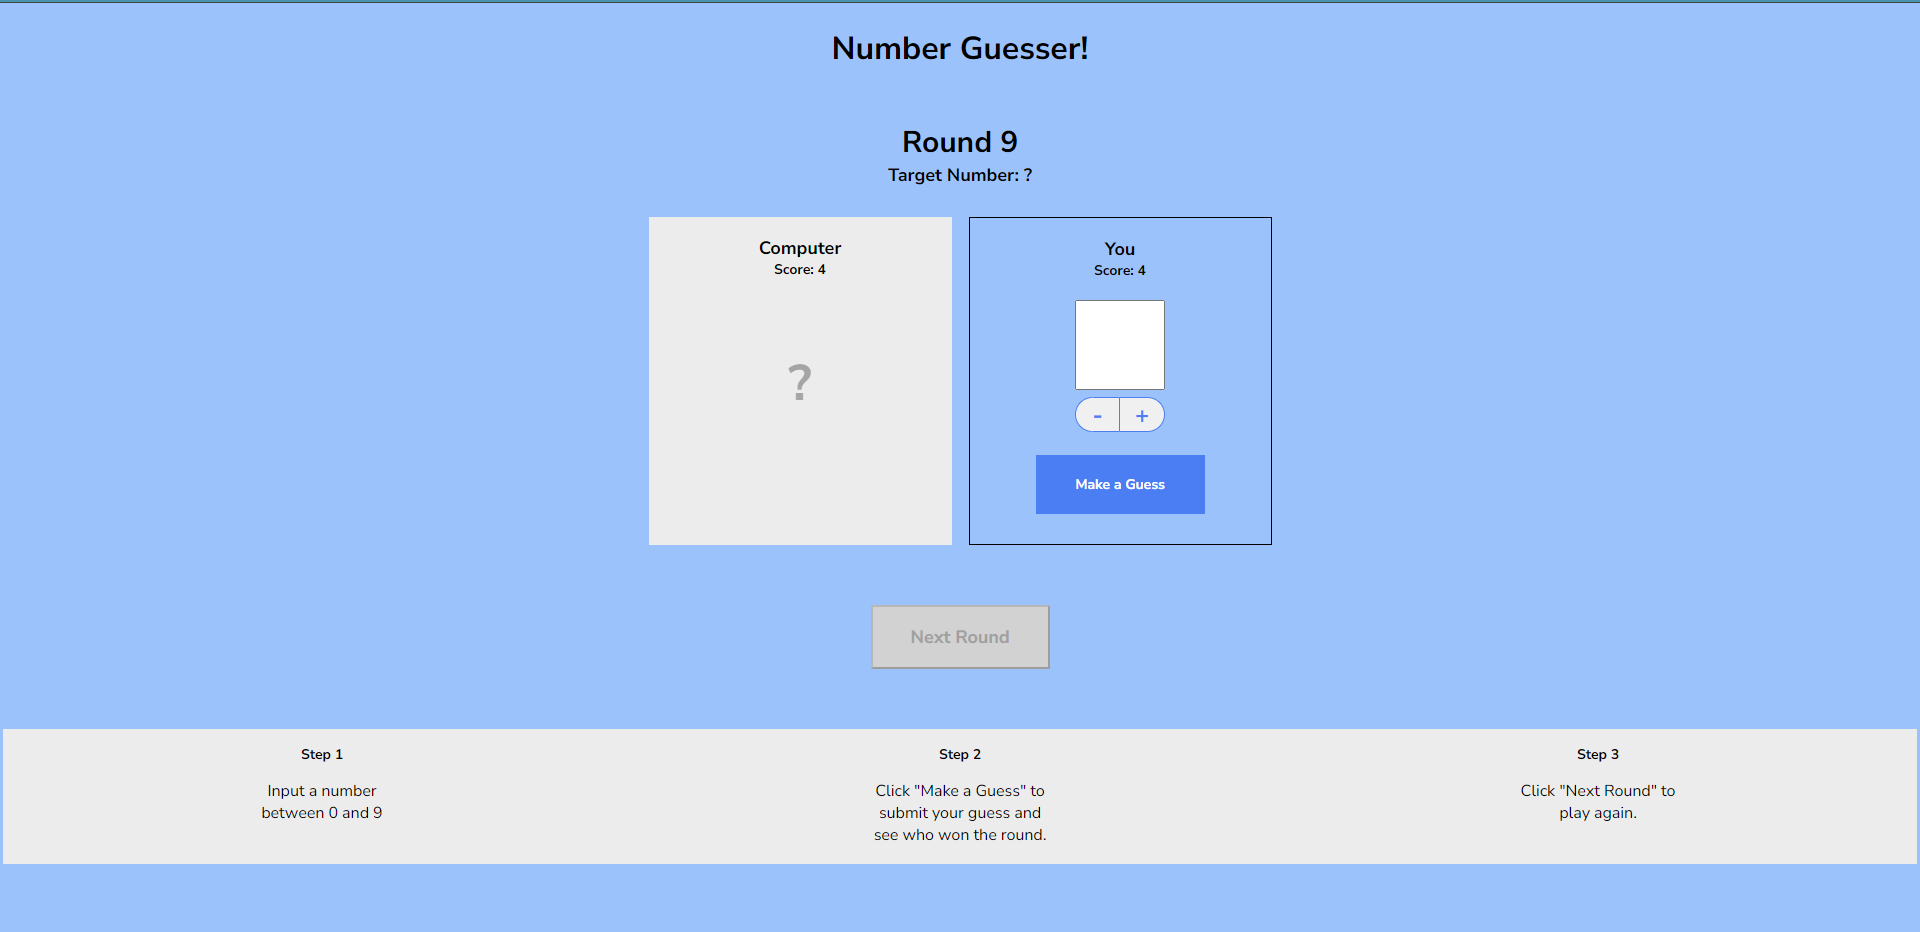 Number Guesser!
Round 9
Target Number: ?
Computer
Score: 4
?
You
Score: 4
- +
Make a Guess
Next Round
Step 1
Input a number
between 0 and 9
Step 2
Click "Make a Guess" to
submit your guess and
see who won the round.
Step 3
Click "Next Round" to
play again.